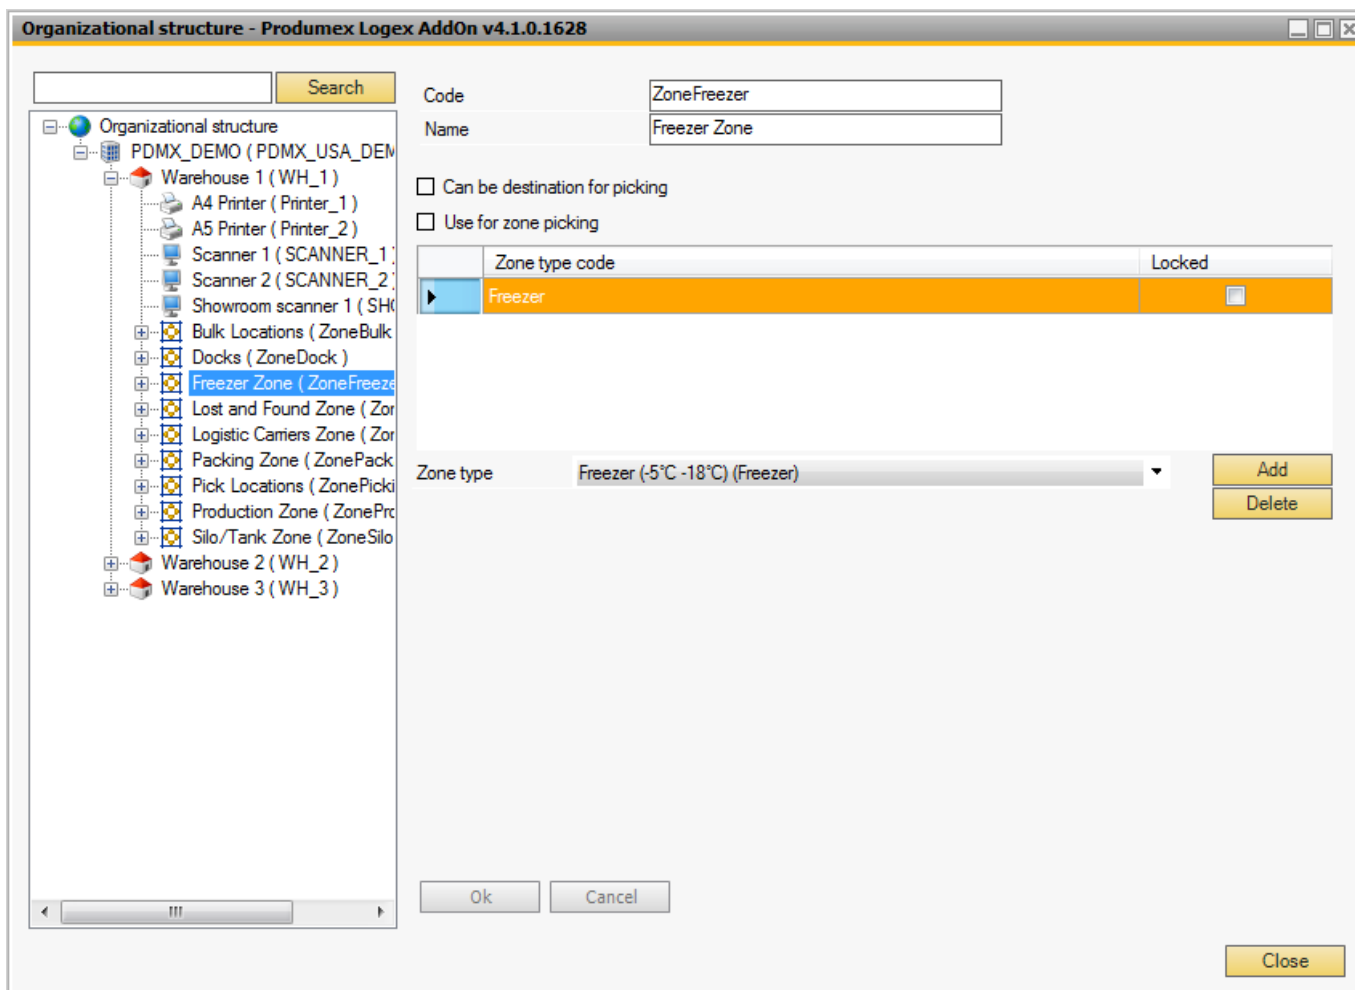 Organizational structure - Produmex Logex AddOn v4.1.0.1628
Search
Organizational structure
PDMX_DEMO ( PDMX_USA_DEM
Warehouse 1 ( WH_1 )
A4 Printer ( Printer_1 )
A5 Printer ( Printer_2 )
Scanner 1 ( SCANNER_1 )
Scanner 2 ( SCANNER_2 )
Showroom scanner 1 ( SHO
Bulk Locations ( ZoneBulk
Docks ( ZoneDock )
Freezer Zone ( ZoneFreeze
Lost and Found Zone ( Zon
Logistic Carriers Zone ( Zon
Packing Zone ( ZonePack
Pick Locations ( ZonePicki
Production Zone ( ZonePro
Silo/Tank Zone ( ZoneSilo
Warehouse 2 ( WH_2 )
Warehouse 3 ( WH_3 )
Code
ZoneFreezer
Name
Freezer Zone
Can be destination for picking
Use for zone picking
Zone type code
Locked
Freezer
Zone type
Freezer (-5°C -18°C) (Freezer)
Add
Delete
Ok
Cancel
Close